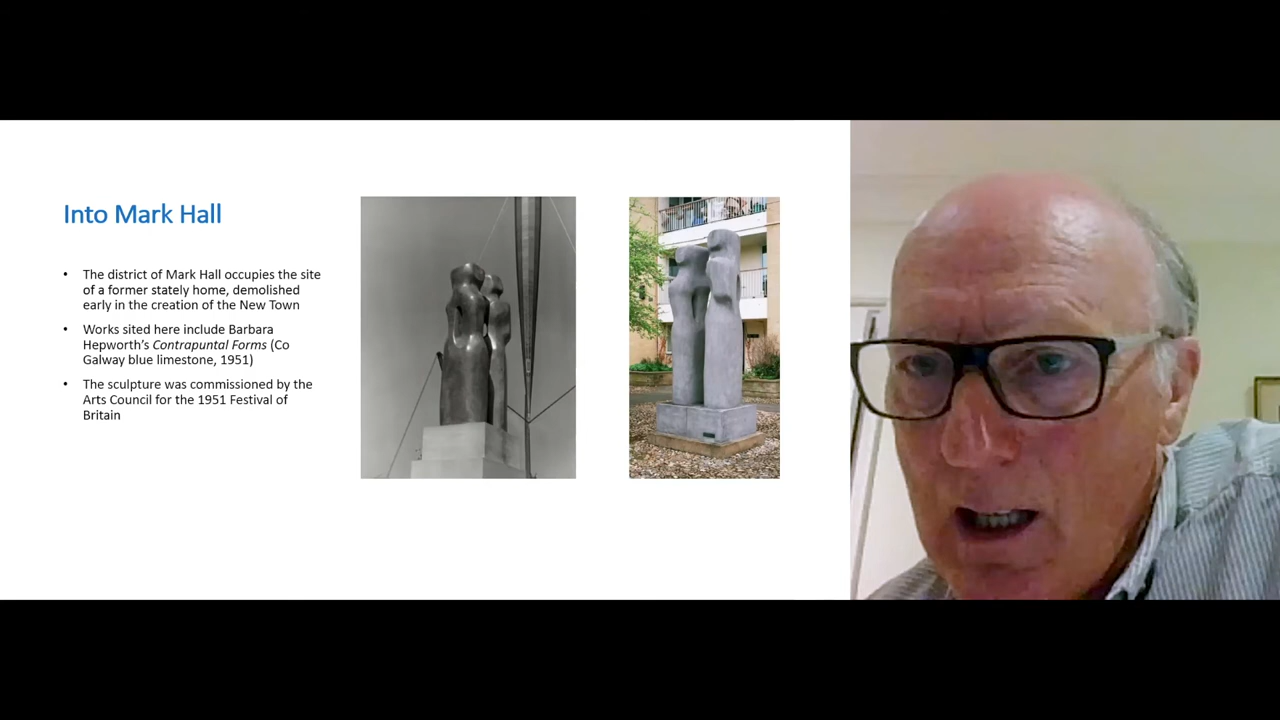 Into Mark Hall
• The district of Mark Hall occupies the site
of a former stately home, demolished
early in the creation of the New Town
• Works sited here include Barbara
Hepworth’s Contrapuntal Forms (Co
Galway blue limestone, 1951)
• The sculpture was commissioned by the
Arts Council for the 1951 Festival of
Britain